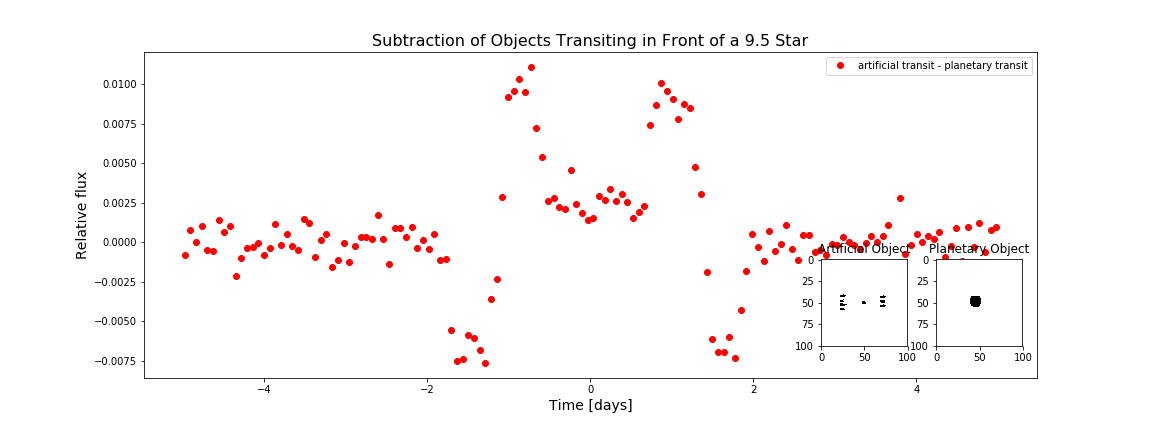 Subtraction of Objects Transiting in Front of a 9.5 Star
artificial transit - planetary transit
0.0100
0.0075
0.0050
0.0025
0.0000
−0.0025
−0.0050
−0.0075
Relative flux
Artificial Object
0
25
50
75
100
0 50 100
Planetary Object
0
25
50
75
100
0 50 100
−4 −2 0 2 4
Time [days]